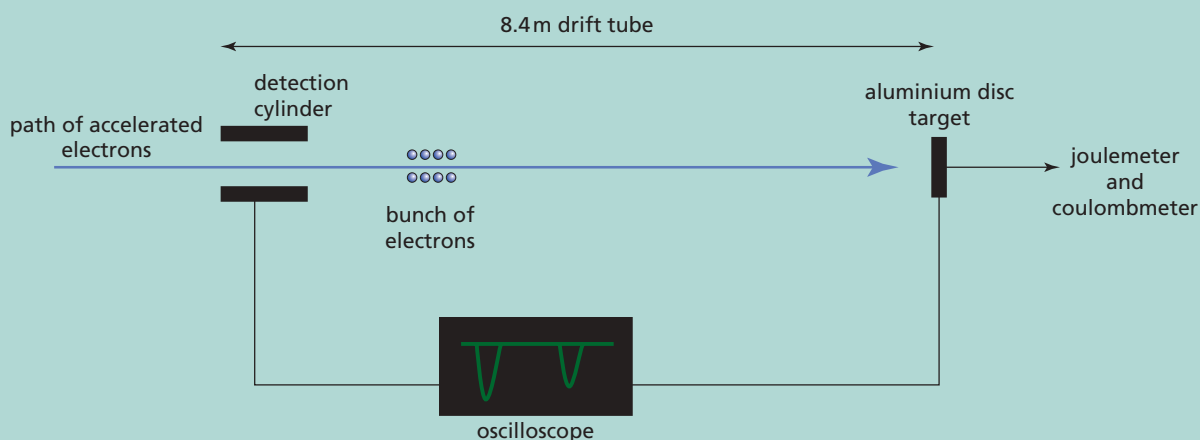 8.4 m drift tube
detection
cylinder
path of accelerated
electrons
bunch of
electrons
aluminium disc
target
joulemeter
and
coulombmeter
oscilloscope